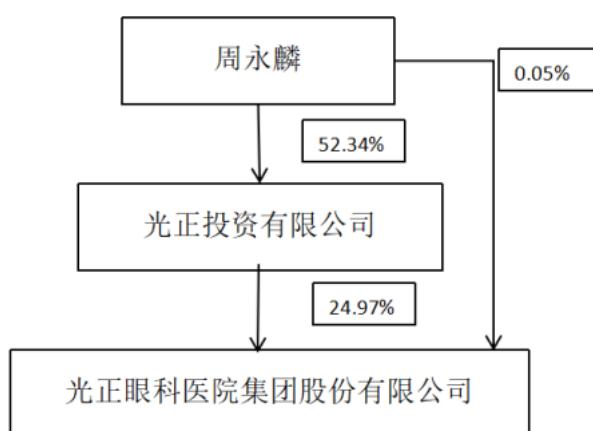 周永麟
0.05%
52.34%
光正投资有限公司
24.97%
光正眼科医院集团股份有限公司